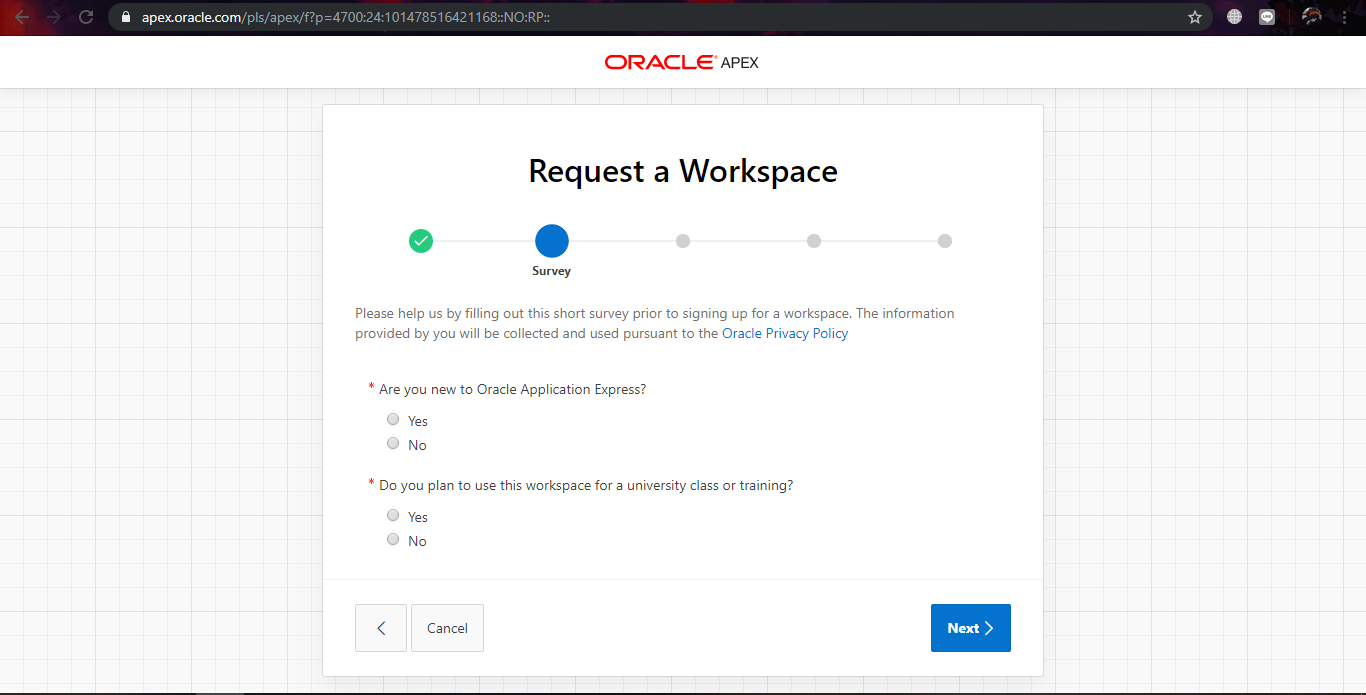 apex.oracle.com/pls/apex/f?p=4700:24:101478516421168::NO:RP::
ORACLE® APEX
Request a Workspace
Survey
Please help us by filling out this short survey prior to signing up for a workspace. The information
provided by you will be collected and used pursuant to the Oracle Privacy Policy
* Are you new to Oracle Application Express?
Yes
No
* Do you plan to use this workspace for a university class or training?
Yes
No
Cancel
Next